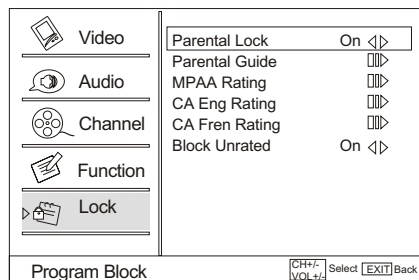 Video
Audio
Channel
Function
Lock
Parental Lock On
Parental Guide
MPAA Rating
CA Eng Rating
CA Fren Rating
Block Unrated On
Program Block
CH+/-
VOL+/- Select EXIT Back